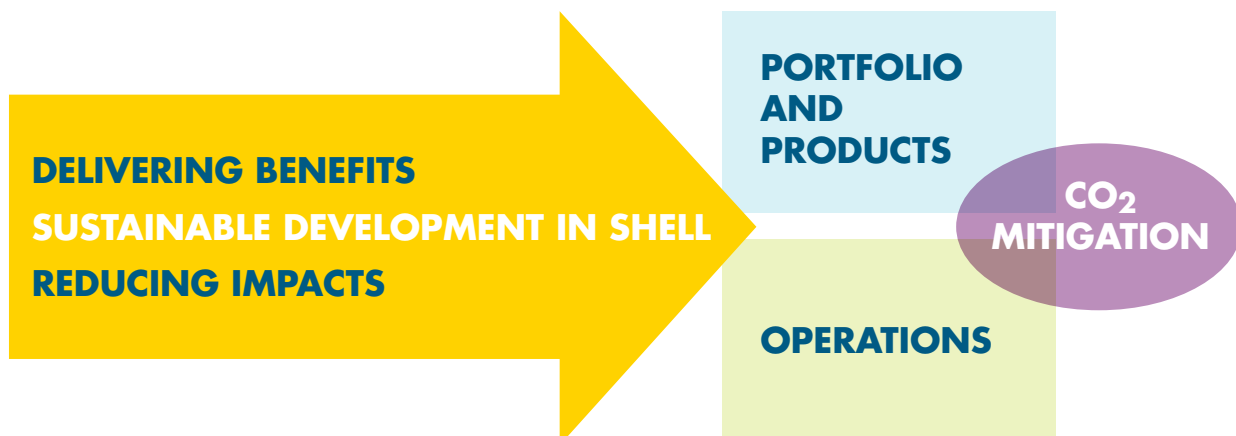 DELIVERING BENEFITS
SUSTAINABLE DEVELOPMENT IN SHELL
REDUCING IMPACTS
PORTFOLIO
AND
PRODUCTS
CO₂
MITIGATION
OPERATIONS